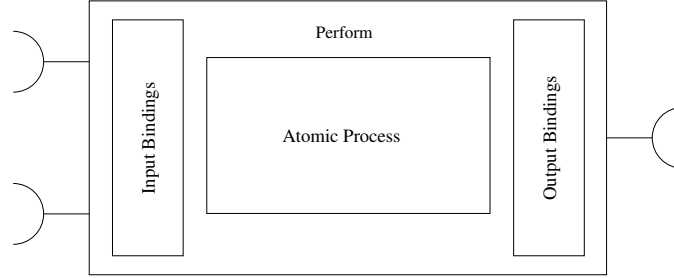 Perform
Input Bindings
Atomic Process
Output Bindings